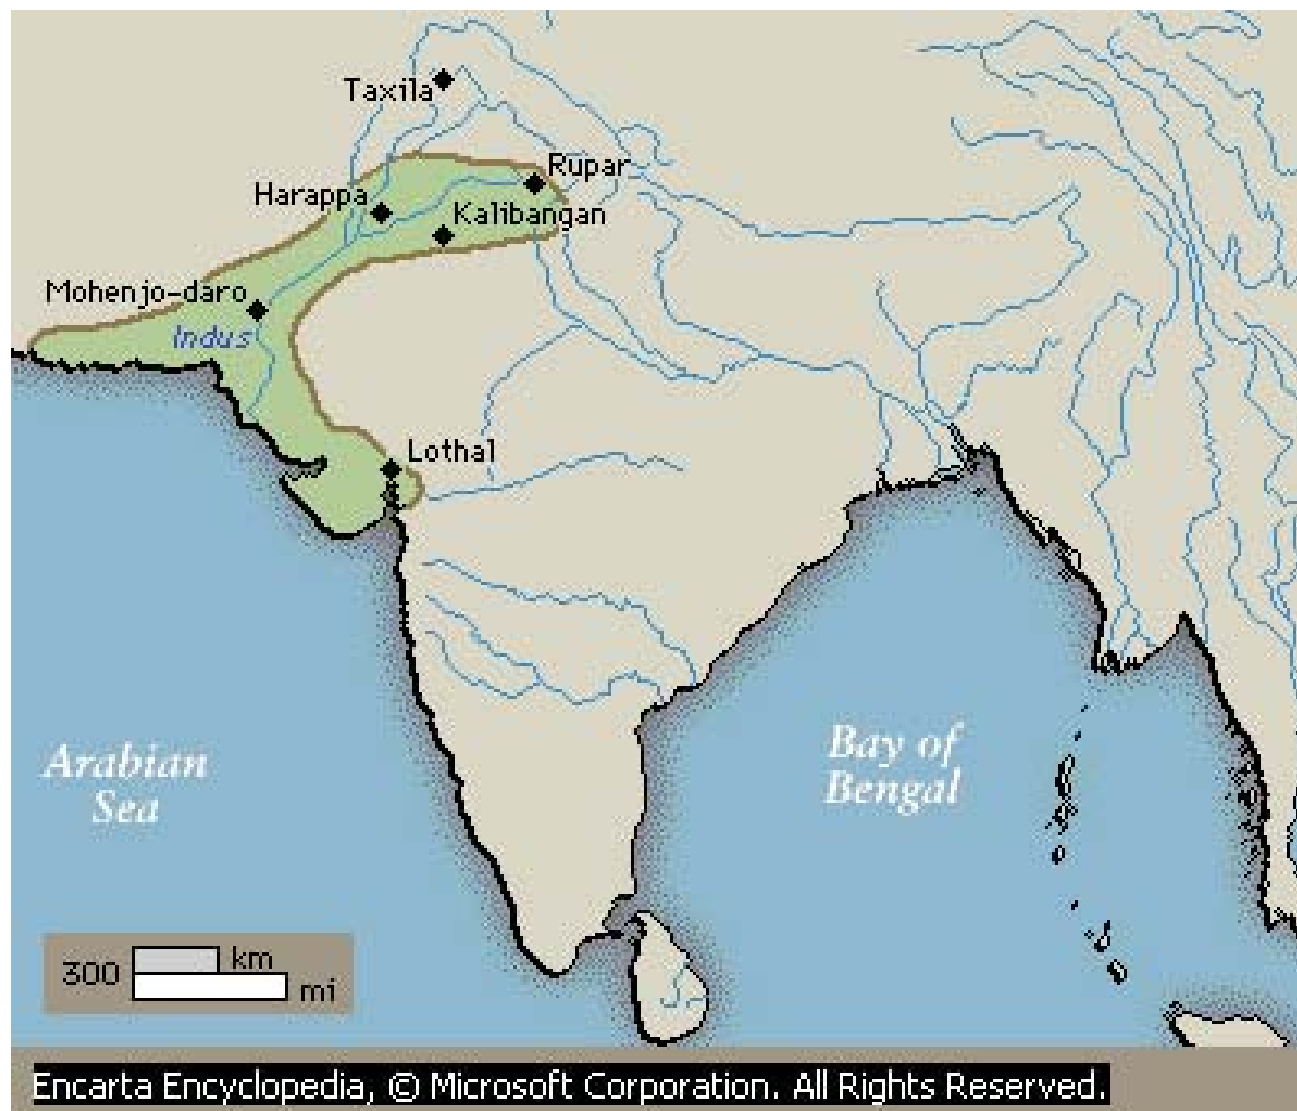 Taxila
Rupar
Harappa
Kalibangan
Mohenjo-daro
Indus
Lothal
Arabian
Sea
Bay of
Bengal
300 km
mi
Encarta Encyclopedia, © Microsoft Corporation. All Rights Reserved.